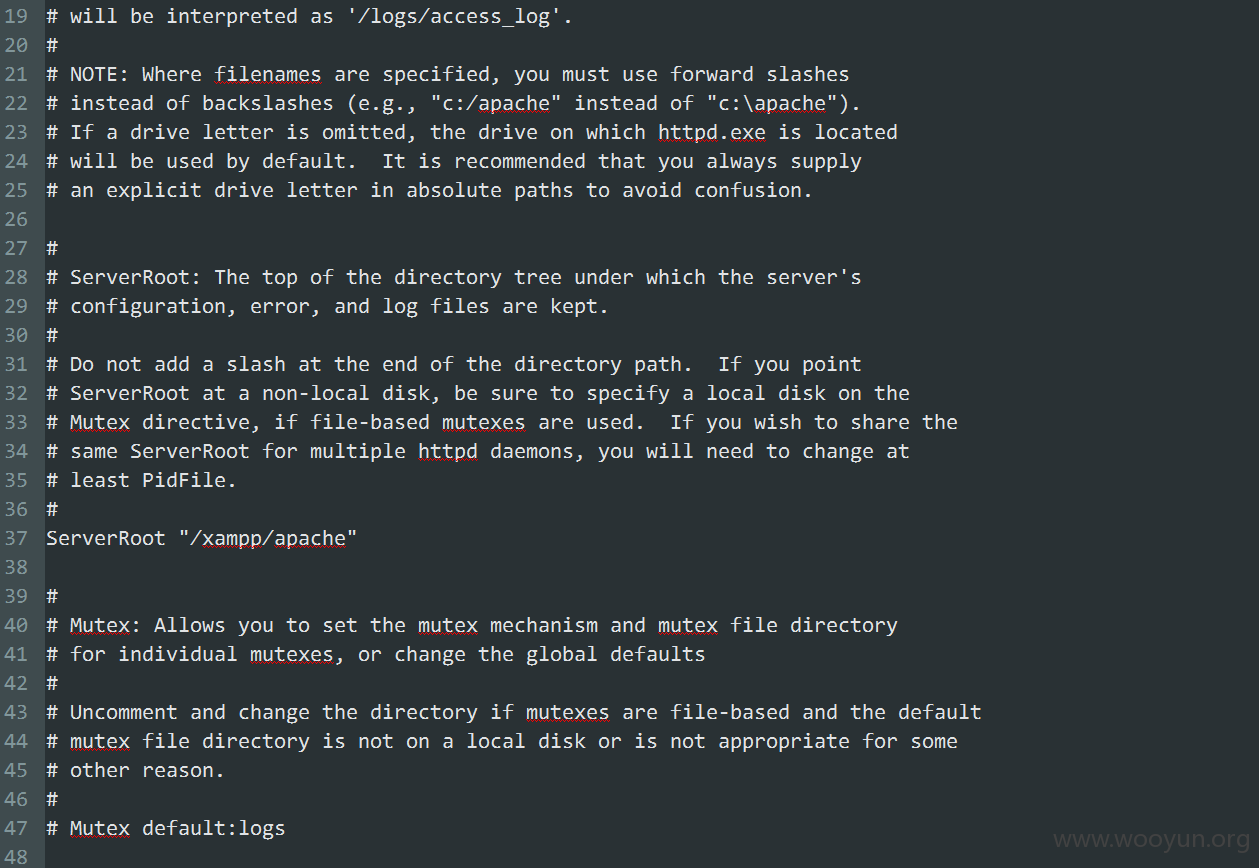 19 # will be interpreted as '/logs/access_log'.
20 #
21 # NOTE: Where filenames are specified, you must use forward slashes
22 # instead of backslashes (e.g., "c:/apache" instead of "c:\apache").
23 # If a drive letter is omitted, the drive on which httpd.exe is located
24 # will be used by default.  It is recommended that you always supply
25 # an explicit drive letter in absolute paths to avoid confusion.
26
27 #
28 # ServerRoot: The top of the directory tree under which the server's
29 # configuration, error, and log files are kept.
30 #
31 # Do not add a slash at the end of the directory path.  If you point
32 # ServerRoot at a non-local disk, be sure to specify a local disk on the
33 # Mutex directive, if file-based mutexes are used.  If you wish to share the
34 # same ServerRoot for multiple httpd daemons, you will need to change at
35 # least PidFile.
36 #
37 ServerRoot "/xampp/apache"
38
39 #
40 # Mutex: Allows you to set the mutex mechanism and mutex file directory
41 # for individual mutexes, or change the global defaults
42 #
43 # Uncomment and change the directory if mutexes are file-based and the default
44 # mutex file directory is not on a local disk or is not appropriate for some
45 # other reason.
46 #
47 # Mutex default:logs
48
www.wooyun.org